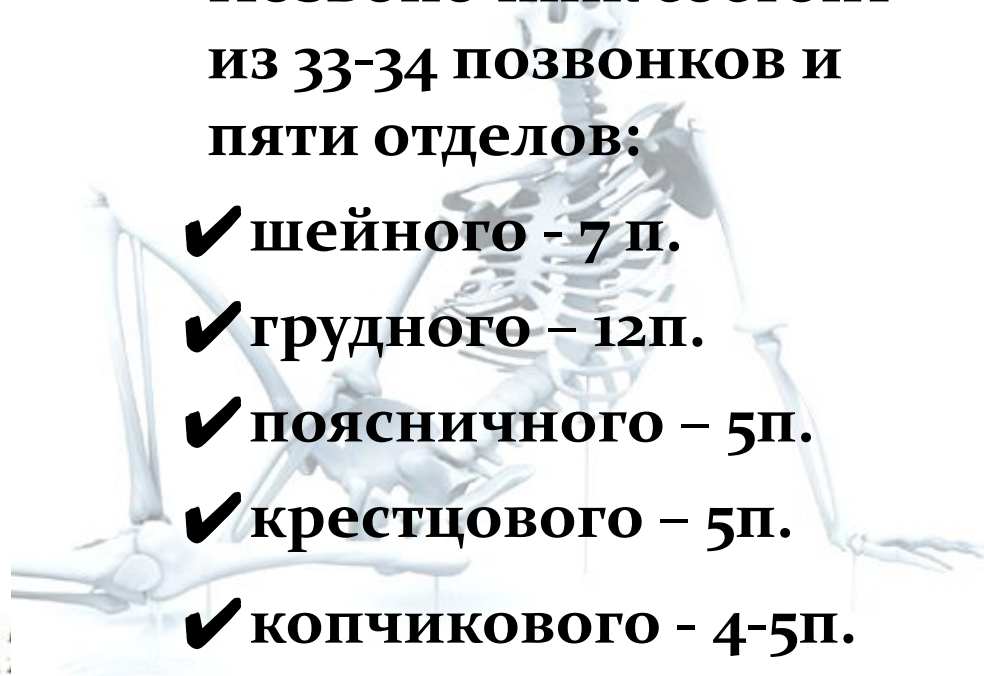 из 33-34 позвонков и
пяти отделов:
✔шейного - 7 п.
✔грудного – 12п.
✔поясничного – 5п.
✔крестцового – 5п.
✔копчикового - 4-5п.